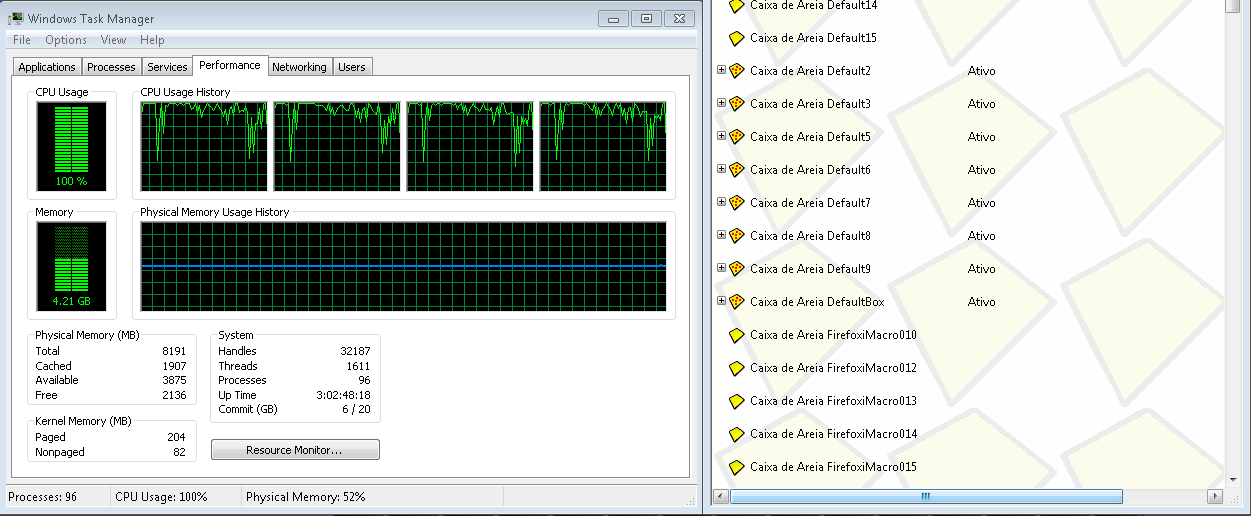 Windows Task Manager
File Options View Help
Applications Processes Services Performance Networking Users
CPU Usage
100 %
CPU Usage History
Memory
4.21 GB
Physical Memory Usage History
Physical Memory (MB)
Total 8191
Cached 1907
Available 3875
Free 2136
Kernel Memory (MB)
Paged 204
Nonpaged 82
System
Handles 32187
Threads 1611
Processes 96
Up Time 3:02:48:18
Commit (GB) 6 / 20
Resource Monitor...
Processes: 96 CPU Usage: 100% Physical Memory: 52%
Caixa de Areia Default14
Caixa de Areia Default15
Caixa de Areia Default2 Ativo
Caixa de Areia Default3 Ativo
Caixa de Areia Default5 Ativo
Caixa de Areia Default6 Ativo
Caixa de Areia Default7 Ativo
Caixa de Areia Default8 Ativo
Caixa de Areia Default9 Ativo
Caixa de Areia DefaultBox Ativo
Caixa de Areia FirefoxiMacro010
Caixa de Areia FirefoxiMacro012
Caixa de Areia FirefoxiMacro013
Caixa de Areia FirefoxiMacro014
Caixa de Areia FirefoxiMacro015